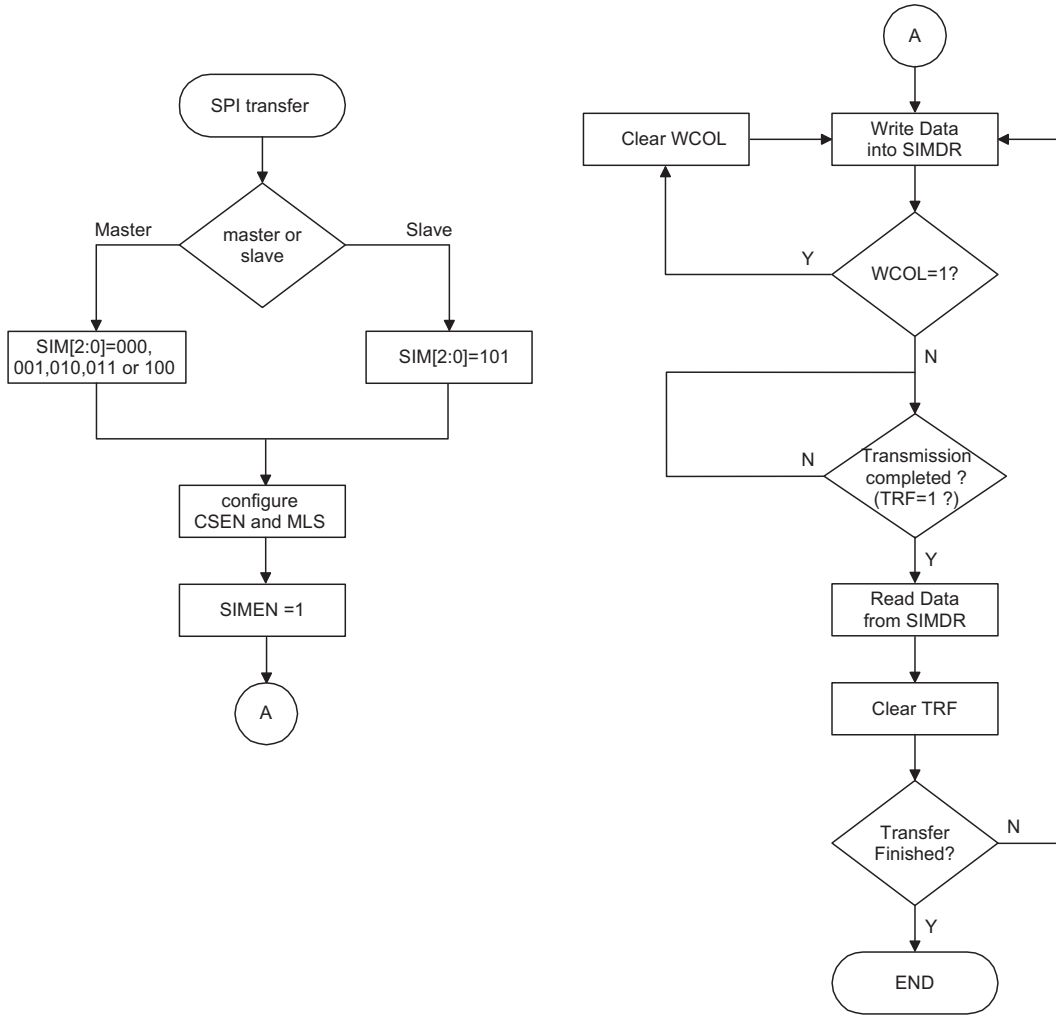 SPI transfer
master or
slave
Master
Slave
SIM[2:0]=000,
001,010,011 or 100
SIM[2:0]=101
configure
CSEN and MLS
SIMEN =1
A
A
Write Data
into SIMDR
Clear WCOL
WCOL=1?
Y
N
Transmission
completed ?
(TRF=1 ?)
N
Y
Read Data
from SIMDR
Clear TRF
Transfer
Finished?
N
Y
END